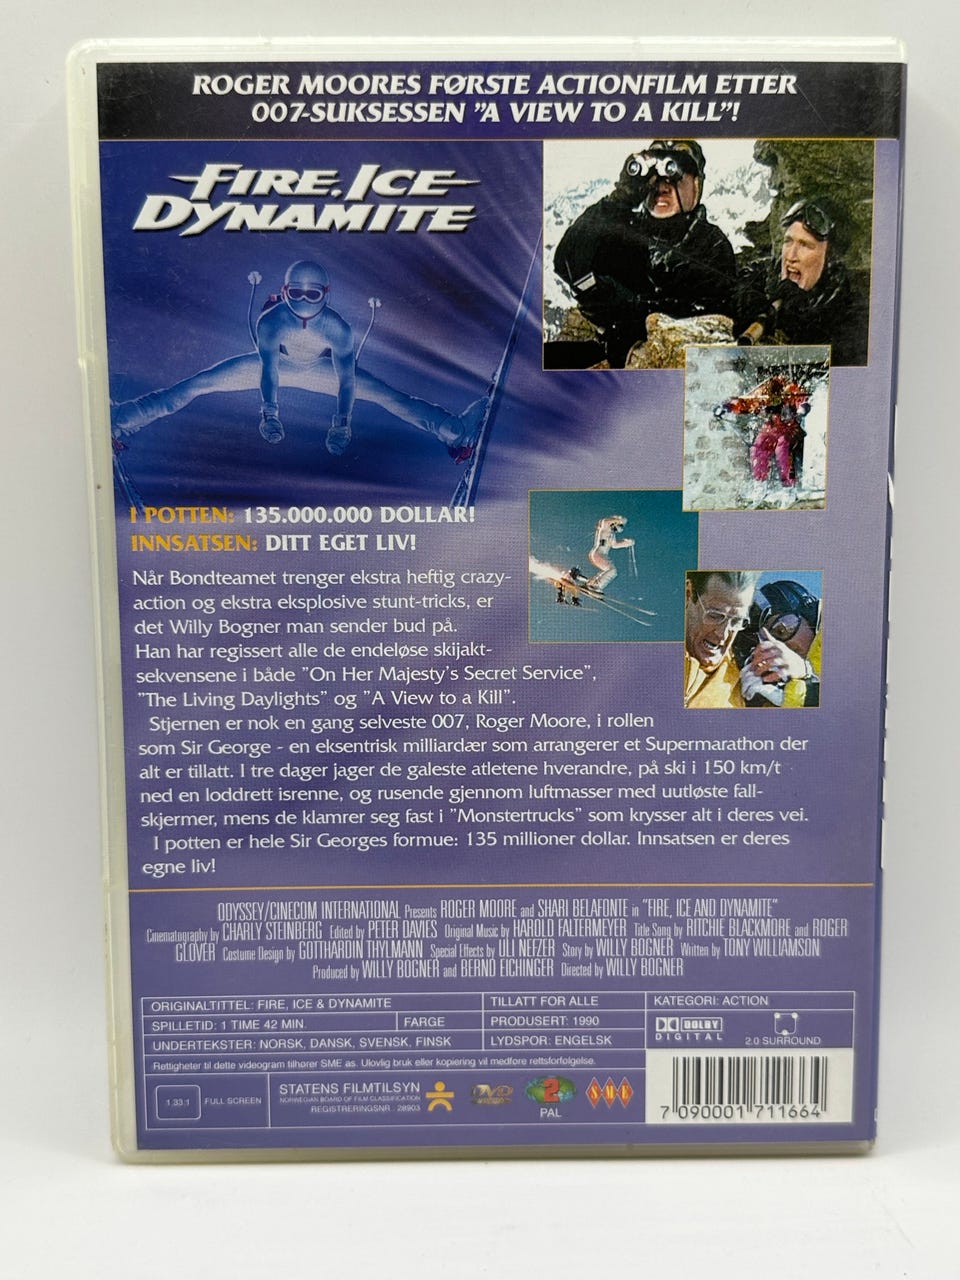 ROGER MOORES FØRSTE ACTIONFILM ETTER
007-SUKSESSEN ”A VIEW TO A KILL”!
FIRE, ICE
DYNAMITE
I POTTEN: 135.000.000 DOLLAR!
INNSATSEN: DITT EGET LIV!
Når Bondteamet trenger ekstra heftig crazy-
action og ekstra eksplosive stunt-tricks, er
det Willy Bogner man sender bud på.
Han har regissert alle de endeløse skijakt-
sekvensene i både ”On Her Majesty’s Secret Service”,
”The Living Daylights” og ”A View to a Kill”.
Stjernen er nok en gang selveste 007, Roger Moore, i rollen
som Sir George - en eksentrisk milliardær som arrangerer et Supermarathon der
alt er tillatt. I tre dager jager de galeste atletene hverandre, på ski i 150 km/t
ned en loddrett isrenne, og rusende gjennom luftmasser med uutløste fall-
skjermer, mens de klamrer seg fast i ”Monstertrucks” som krysser alt i deres vei.
I potten er hele Sir Georges formue: 135 millioner dollar. Innsatsen er deres
egne liv!
ODYSSEY/CINECOM INTERNATIONAL Presents ROGER MOORE and SHARI BELAFONTE in "FIRE, ICE AND DYNAMITE"
Cinematography by CHARLY STEINBERG Edited by PETER DAVIES Original Music by HAROLD FALTERMEYER Title Song by RITCHIE BLACKMORE and ROGER
GLOVER Costume Design by GOTTHARDIN THYLMANN Special Effects by ULI NEFZER Story by WILLY BOGNER Written by TONY WILLIAMSON
Produced by WILLY BOGNER and BERND EICHINGER Directed by WILLY BOGNER
ORIGINALTITTEL: FIRE, ICE & DYNAMITE
TILLATT FOR ALLE
KATEGORI: ACTION
SPILLETID: 1 TIME 42 MIN.
FARGE
PRODUSERT: 1990
UNDERTEKSTER: NORSK, DANSK, SVENSK, FINSK
LYDSPOR: ENGELSK
DOLBY
DIGITAL
2.0 SURROUND
Rettigheter til dette videogram tilhører SME as. Ulovlig bruk eller kopiering vil medføre rettsforfølgelse.
1.33:1
FULL SCREEN
STATENS FILMTILSYN
NORWEGIAN BOARD OF FILM CLASSIFICATION
REGISTRERINGSNR. 28903
DVD
VIDEO
2
PAL
S M E
7 090001 711664